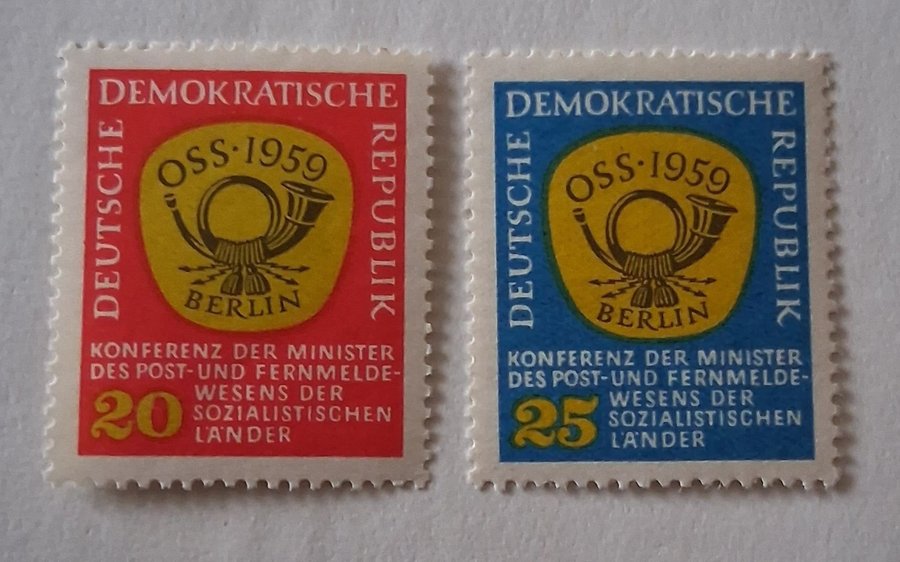 DEUTSCHE
DEMOKRATISCHE
REPUBLIK
OSS·1959
BERLIN
KONFERENZ DER MINISTER
DES POST- UND FERNMELDE-
WESENS DER
SOZIALISTISCHEN
LÄNDER
20
DEUTSCHE
DEMOKRATISCHE
REPUBLIK
OSS·1959
BERLIN
KONFERENZ DER MINISTER
DES POST- UND FERNMELDE-
WESENS DER
SOZIALISTISCHEN
LÄNDER
25